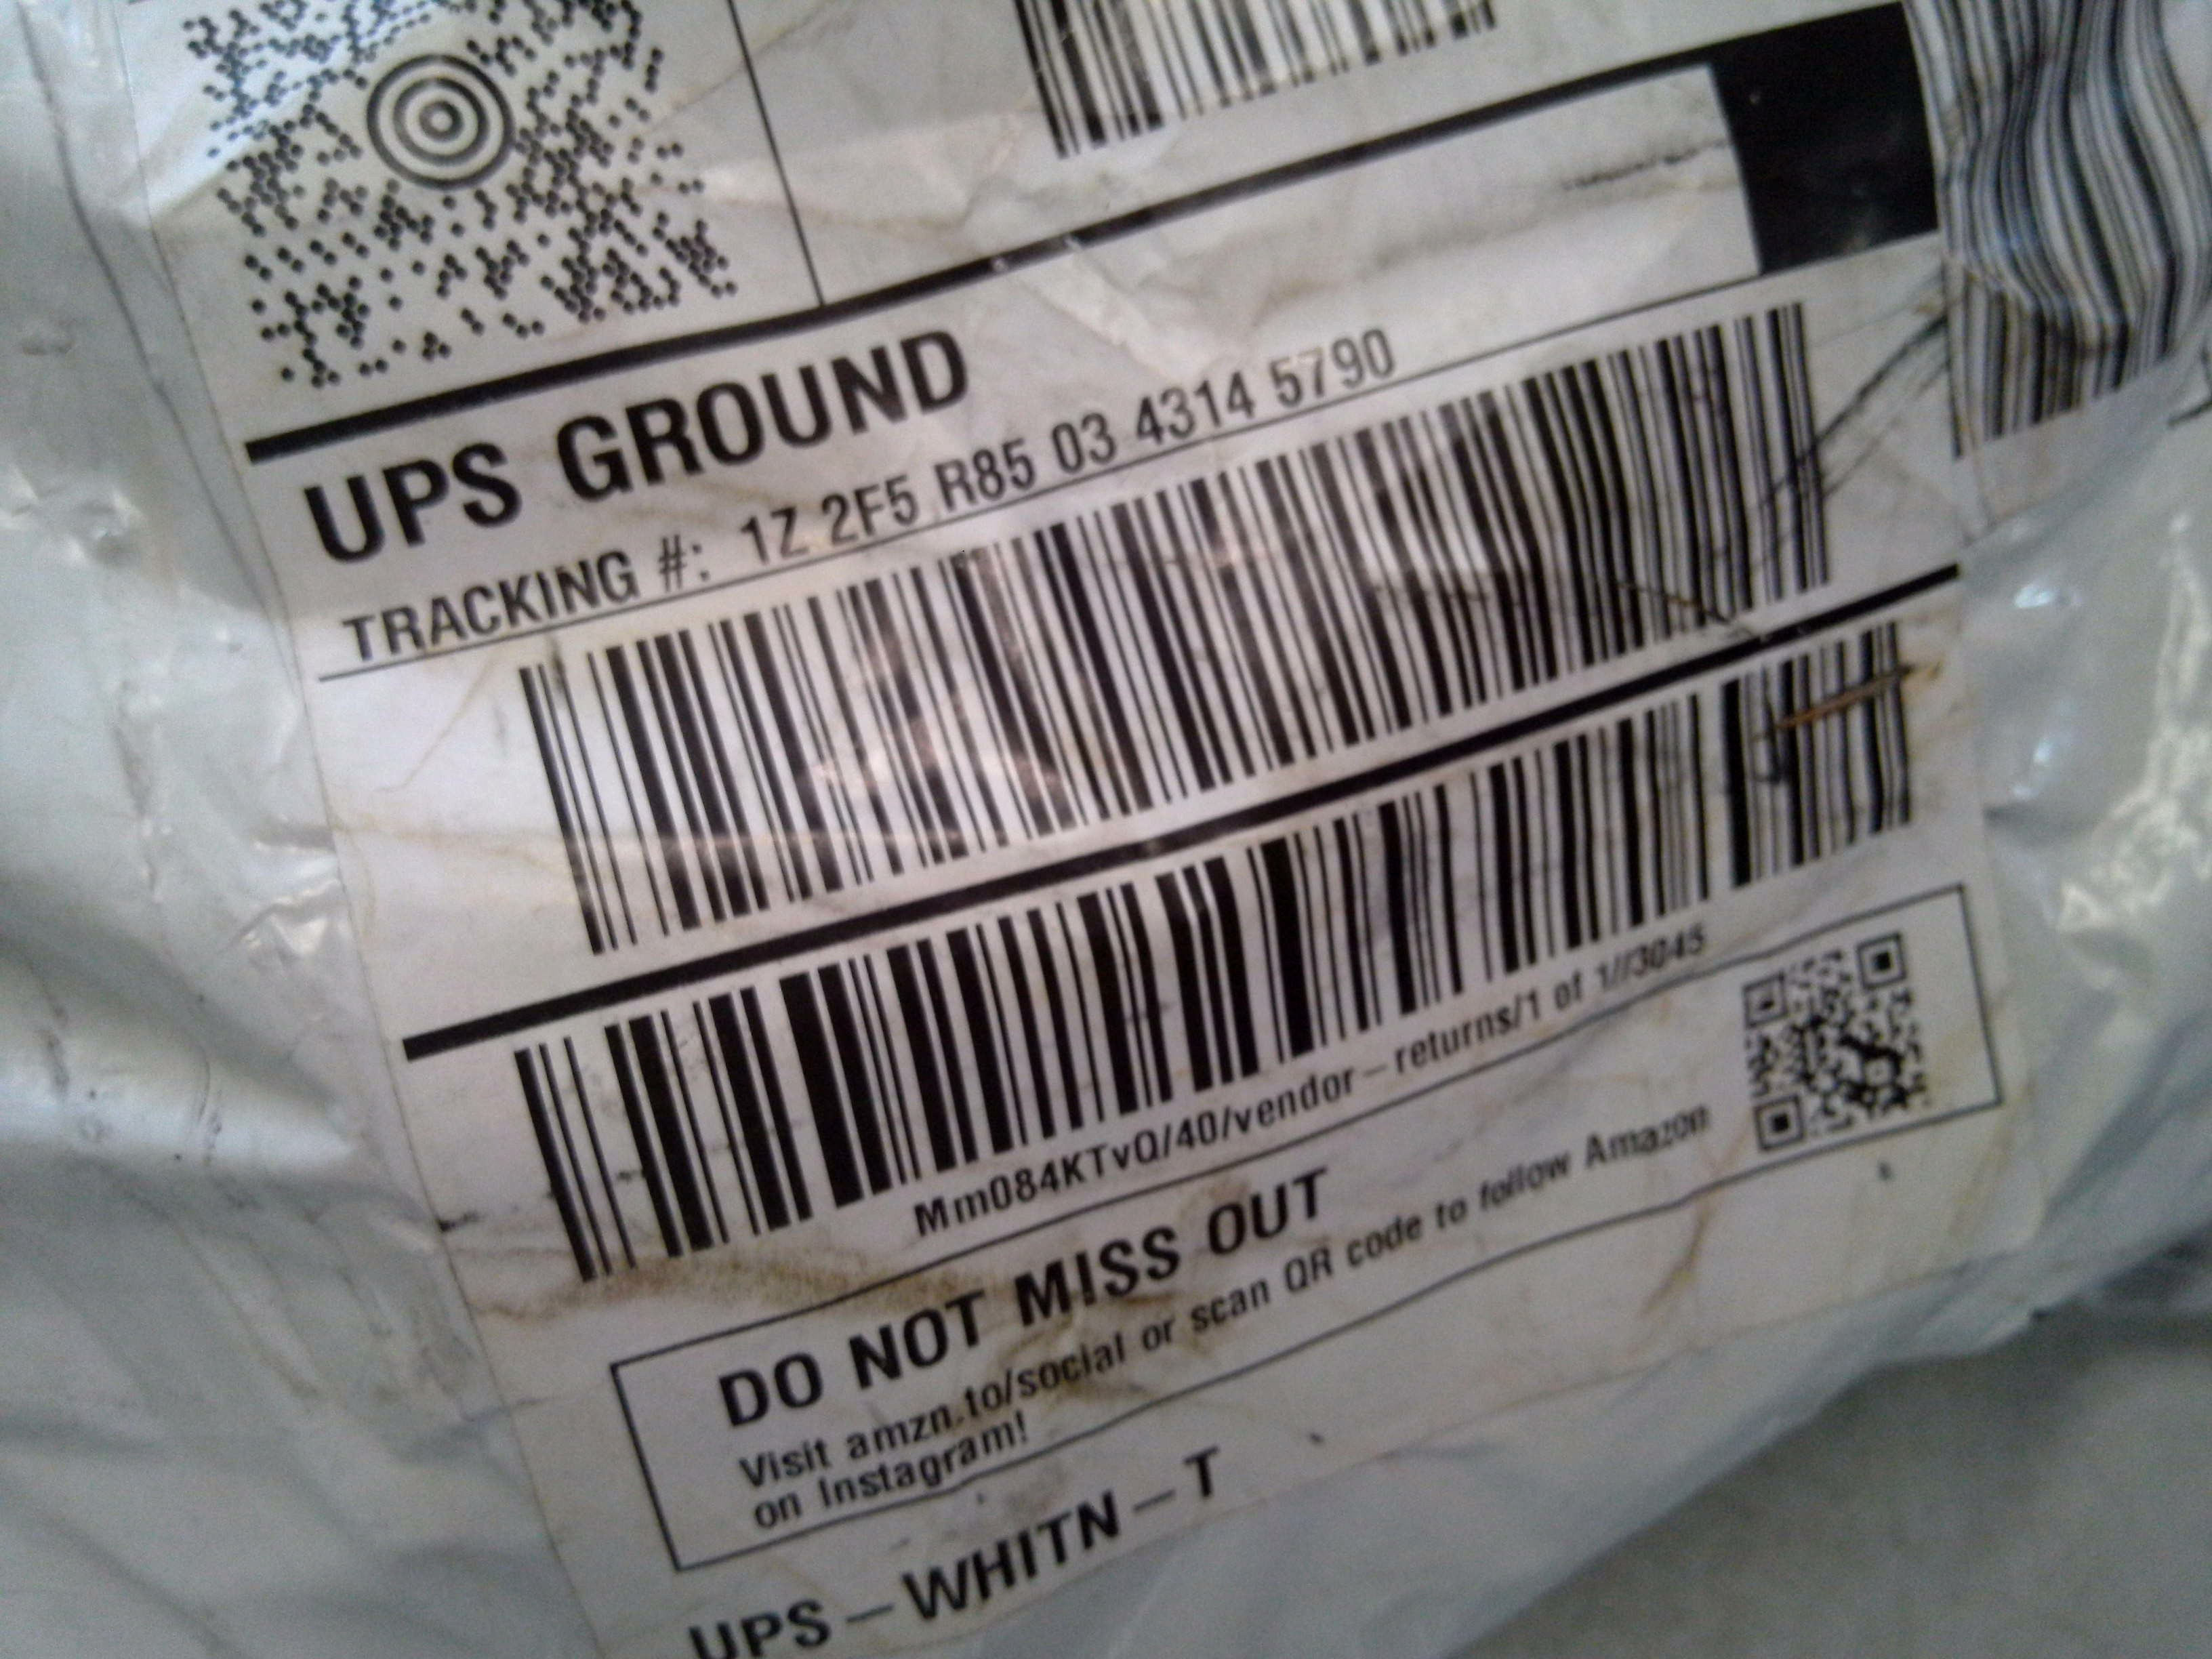 UPS GROUND
TRACKING #: 1Z 2F5 R85 03 4314 5790
Mm084KTvQ/40/vendor-returns/1 of 1//3045
DO NOT MISS OUT
Visit amzn.to/social or scan QR code to follow Amazon
on Instagram!
UPS-WHITN-T